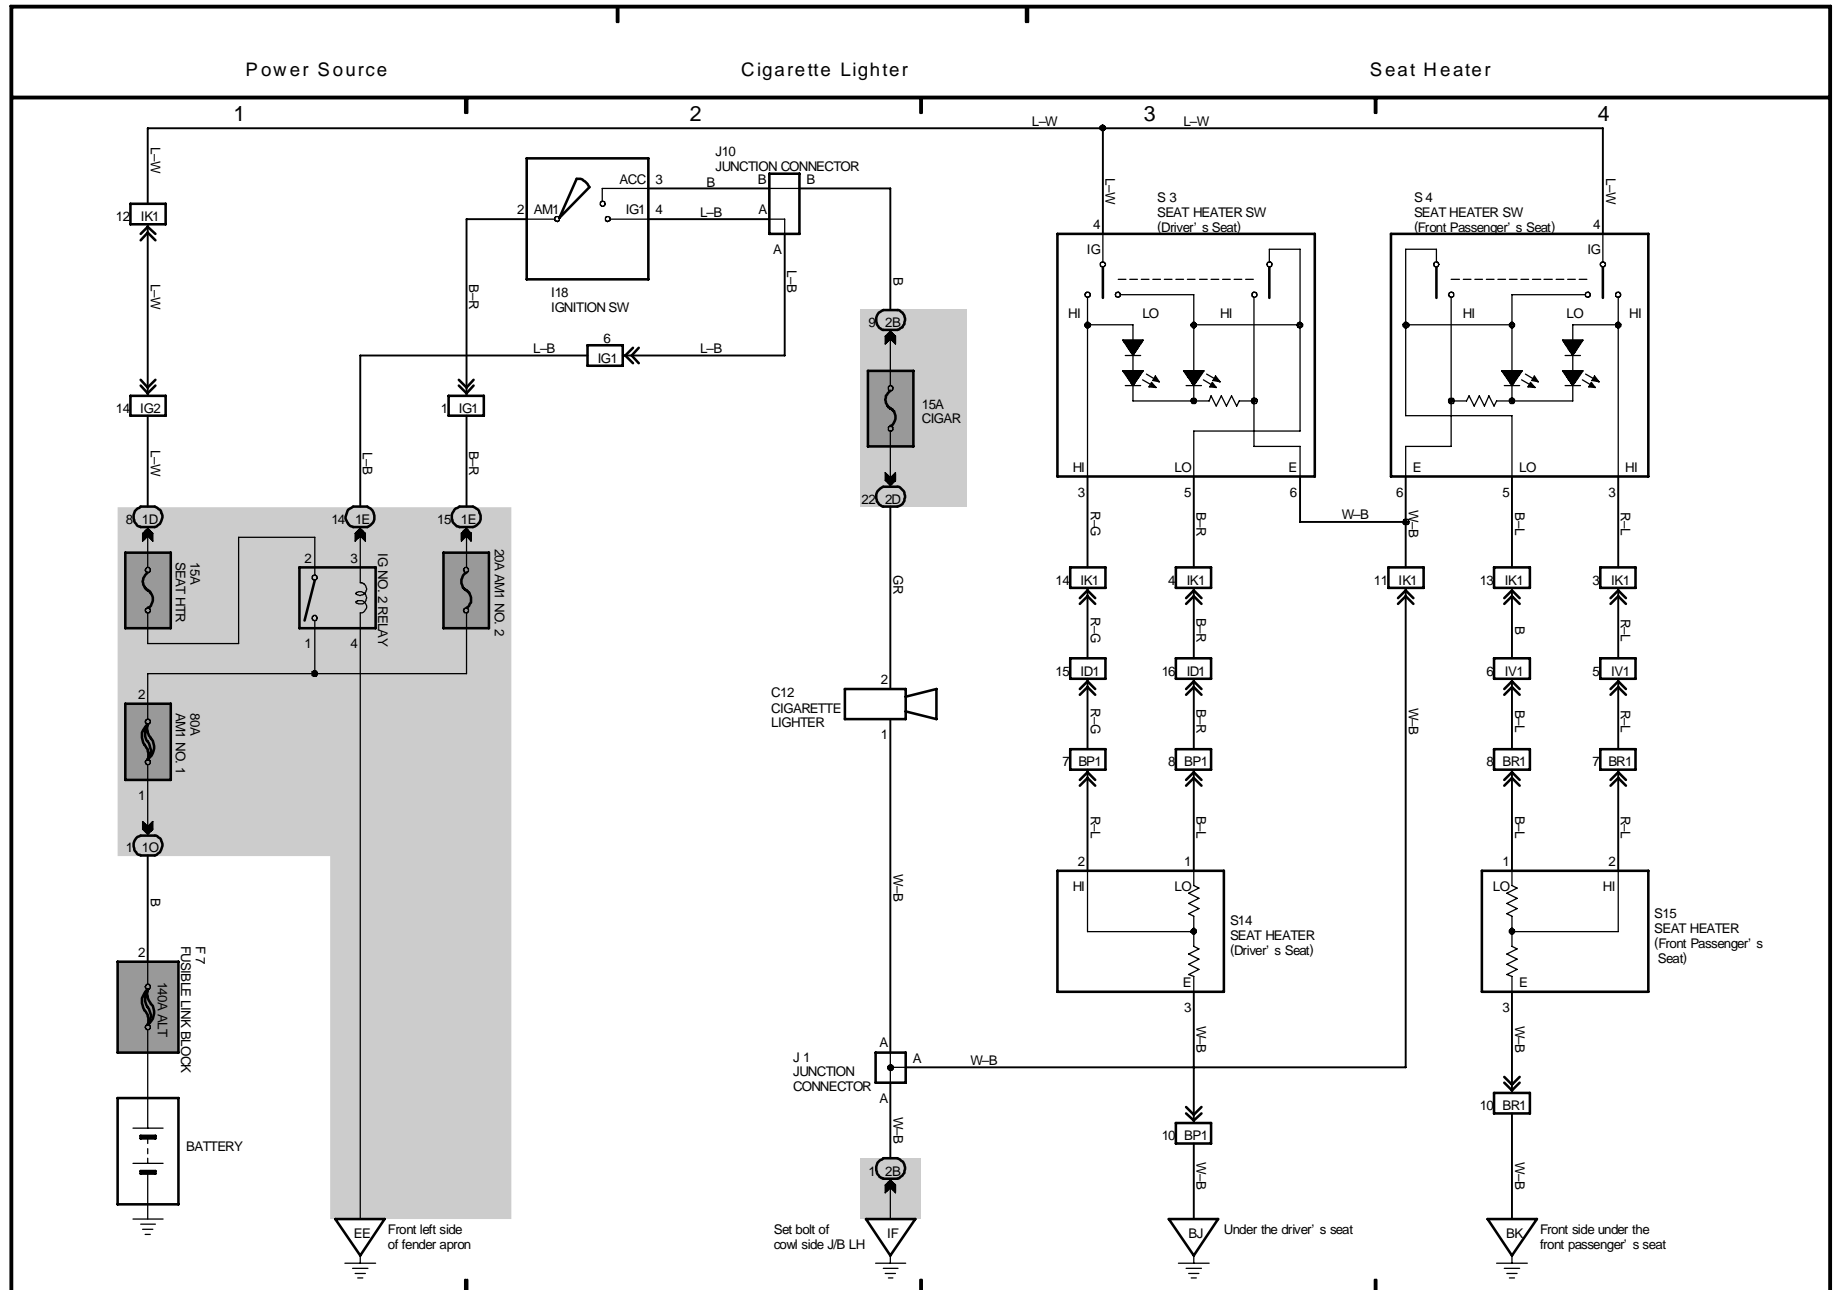 Power Source
Cigarette Lighter
Seat Heater
1
2
3
4
L–W
L–W
L–W
12 IK1
L–W
14 IG2
L–W
8 1D
15A
SEAT HTR
2
80A
AM1 NO. 1
1
1 1O
B
2
F 7
FUSIBLE LINK BLOCK
140A ALT
BATTERY
L–B
14 1E
2
3
IG NO. 2 RELAY
1
4
EE
Front left side
of fender apron
B–R
1 IG1
B–R
15 1E
20A AM1 NO. 2
2
AM1
ACC
3
IG1
4
I18
IGNITION SW
B
L–B
J10
JUNCTION CONNECTOR
B
B
A
A
L–B
L–B
6
IG1
L–B
B
9 2B
15A
CIGAR
22 2D
GR
2
C12
CIGARETTE
LIGHTER
1
W–B
A
J 1
JUNCTION
CONNECTOR
A
A
W–B
W–B
1 2B
Set bolt of
cowl side J/B LH
IF
L–W
S 3
SEAT HEATER SW
(Driver' s Seat)
4
IG
HI
LO
HI
HI
LO
E
3
5
6
R–G
B–R
W–B
14 IK1
4 IK1
R–G
B–R
15 ID1
16 ID1
R–G
B–R
7 BP1
8 BP1
R–L
B–L
2
1
HI
LO
S14
SEAT HEATER
(Driver' s Seat)
E
3
W–B
10 BP1
W–B
BJ
Under the driver' s seat
L–W
S 4
SEAT HEATER SW
(Front Passenger' s Seat)
4
IG
HI
LO
HI
E
LO
HI
6
5
3
W–B
B–L
R–L
11 IK1
13 IK1
3 IK1
W–B
B
R–L
6 IV1
5 IV1
B–L
R–L
8 BR1
7 BR1
B–L
R–L
1
2
LO
HI
S15
SEAT HEATER
(Front Passenger' s
Seat)
E
3
W–B
10 BR1
W–B
BK
Front side under the
front passenger' s seat